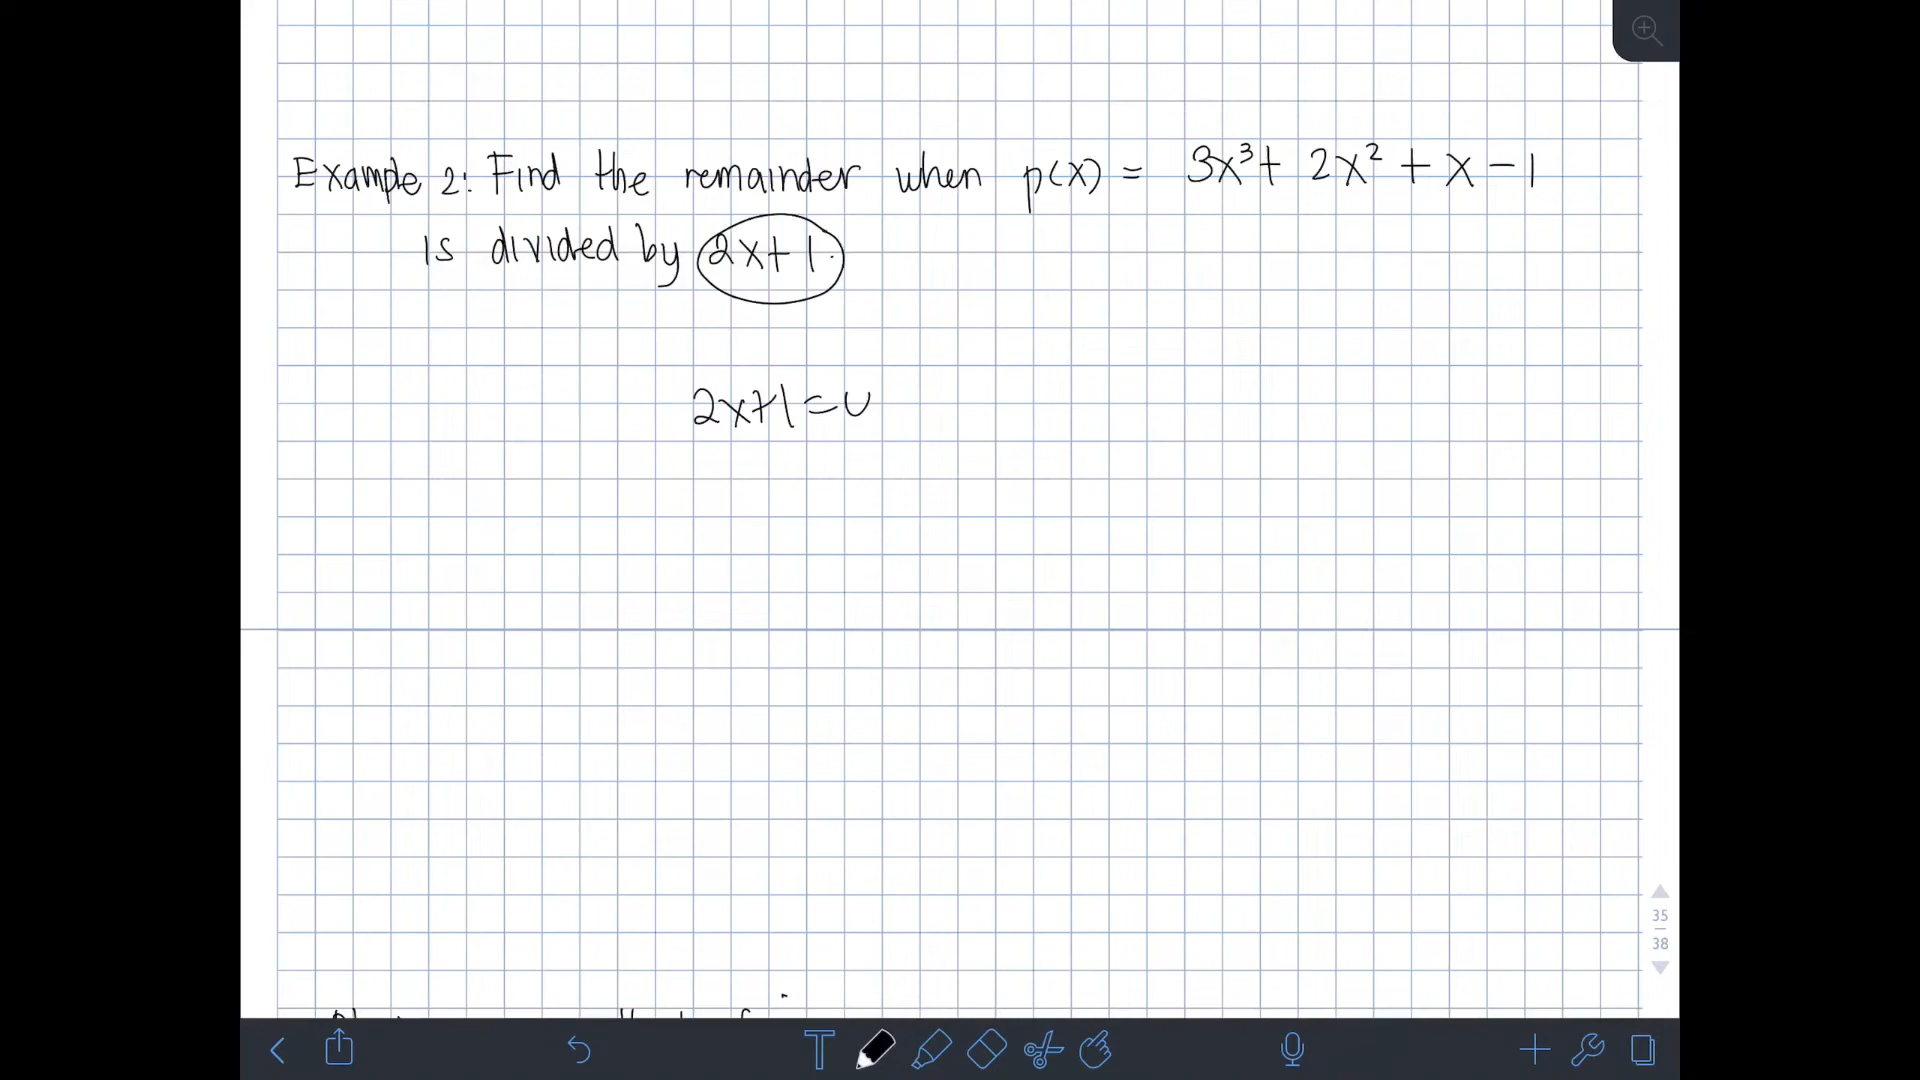 Example 2: Find the remainder when p(x) = 3x³ + 2x² + x - 1
is divided by 2x+1.
2x+1=0
35
38